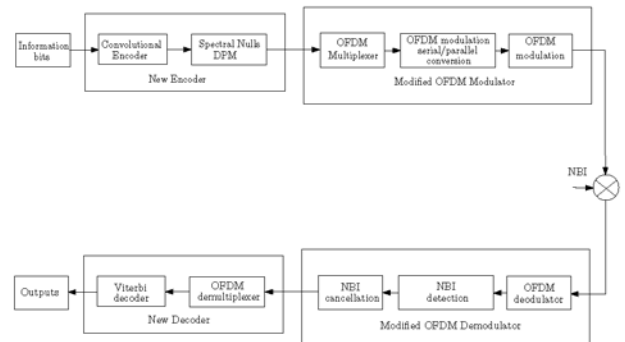 Information
bits
Convolutional
Encoder
Spectral Nulls
DPM
New Encoder
OFDM
Multiplexer
OFDM modulation
serial/parallel
conversion
OFDM
modulation
Modified OFDM Modulator
NBI
Outputs
Viterbi
decoder
OFDM
demultiplexer
New Decoder
NBI
cancellation
NBI
detection
OFDM
deodulator
Modified OFDM Demodulator